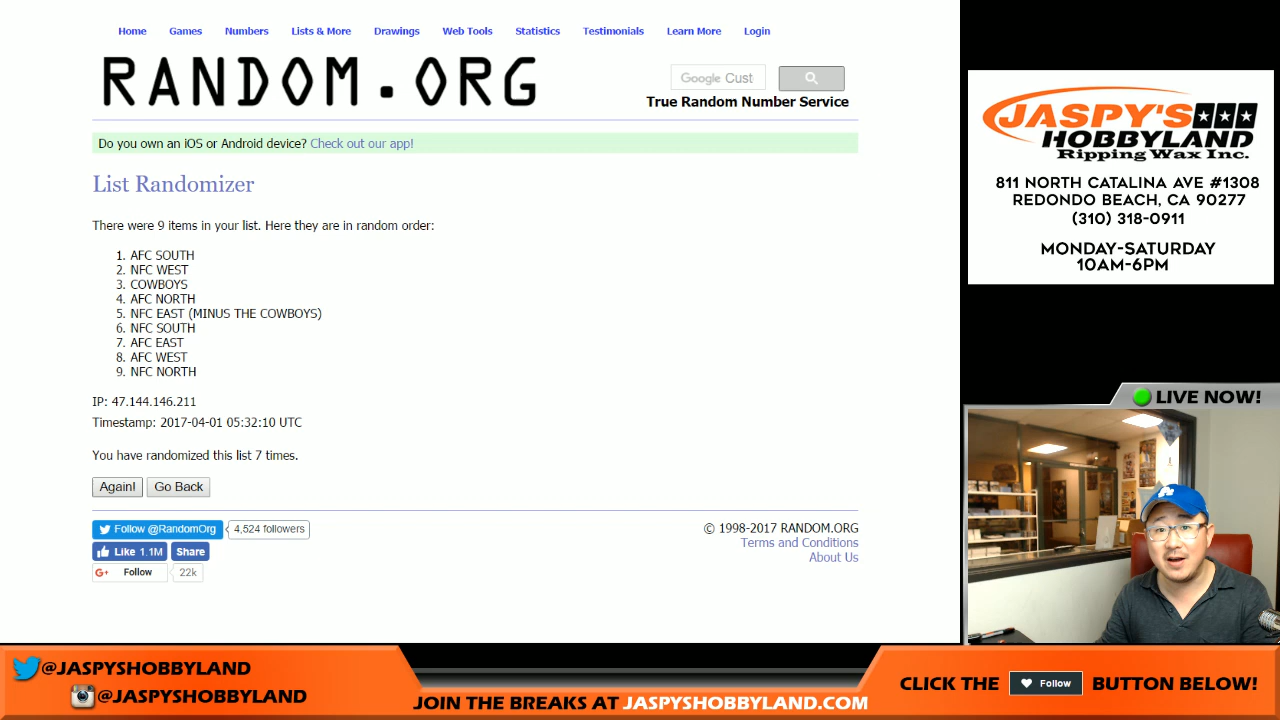 Home Games Numbers Lists & More Drawings Web Tools Statistics Testimonials Learn More Login
RANDOM.ORG
Google Cust
True Random Number Service
Do you own an iOS or Android device? Check out our app!
List Randomizer
There were 9 items in your list. Here they are in random order:
1. AFC SOUTH
2. NFC WEST
3. COWBOYS
4. AFC NORTH
5. NFC EAST (MINUS THE COWBOYS)
6. NFC SOUTH
7. AFC EAST
8. AFC WEST
9. NFC NORTH
IP: 47.144.146.211
Timestamp: 2017-04-01 05:32:10 UTC
You have randomized this list 7 times.
Again! Go Back
Follow @RandomOrg 4,524 followers
Like 1.1M Share
G+ Follow 22k
© 1998-2017 RANDOM.ORG
Terms and Conditions
About Us
JASPY'S
HOBBYLAND
Ripping Wax Inc.
811 NORTH CATALINA AVE #1308
REDONDO BEACH, CA 90277
(310) 318-0911
MONDAY-SATURDAY
10AM-6PM
LIVE NOW!
@JASPYSHOBBYLAND
@JASPYSHOBBYLAND
JOIN THE BREAKS AT JASPYSHOBBYLAND.COM
CLICK THE Follow BUTTON BELOW!